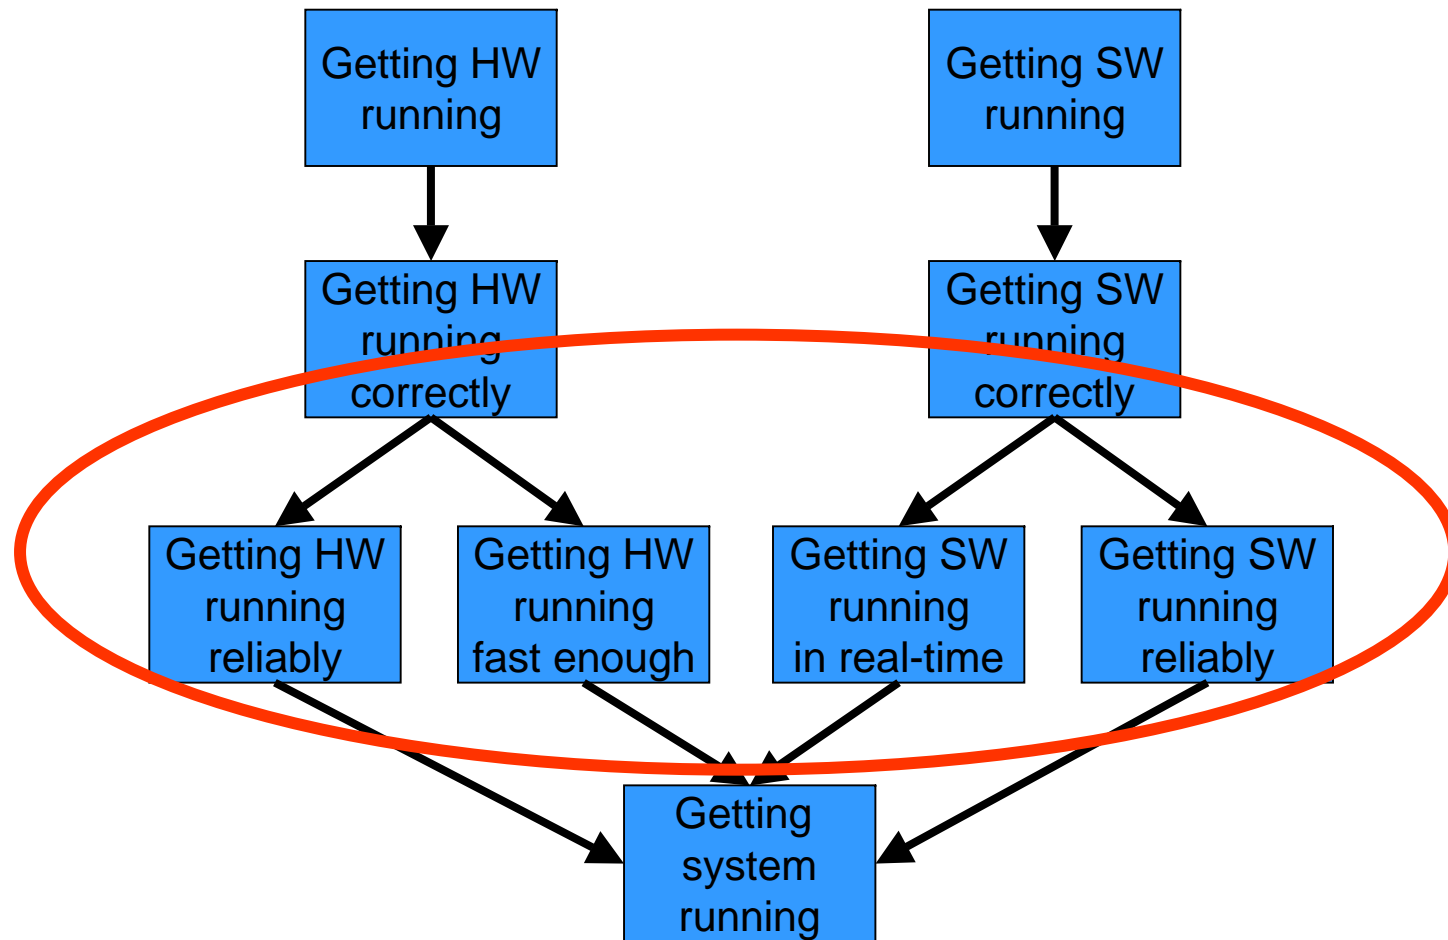 Getting HW
running
Getting SW
running
Getting HW
running
correctly
Getting SW
running
correctly
Getting HW
running
reliably
Getting HW
running
fast enough
Getting SW
running
in real-time
Getting SW
running
reliably
Getting
system
running